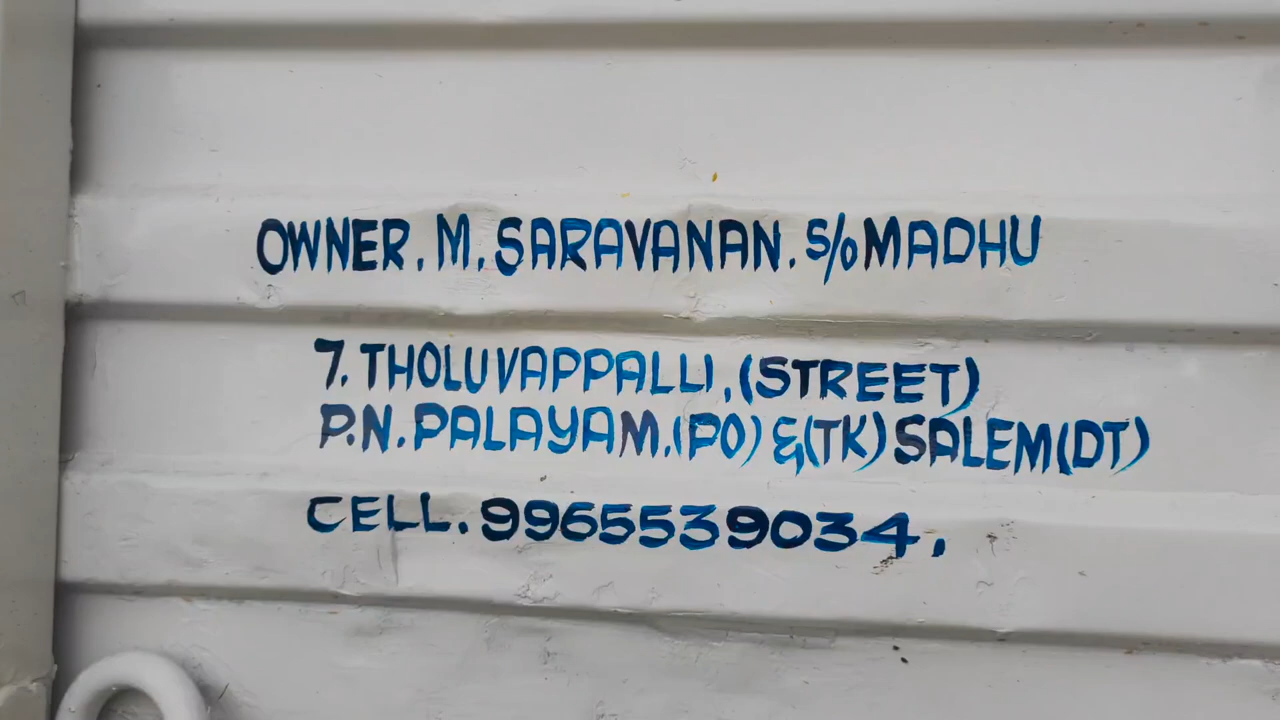 OWNER. M. SARAVANAN. S/o MADHU
7. THOLUVAPPALLI, (STREET)
P.N. PALAYAM. (PO) & (TK) SALEM (DT)
CELL. 9965539034.